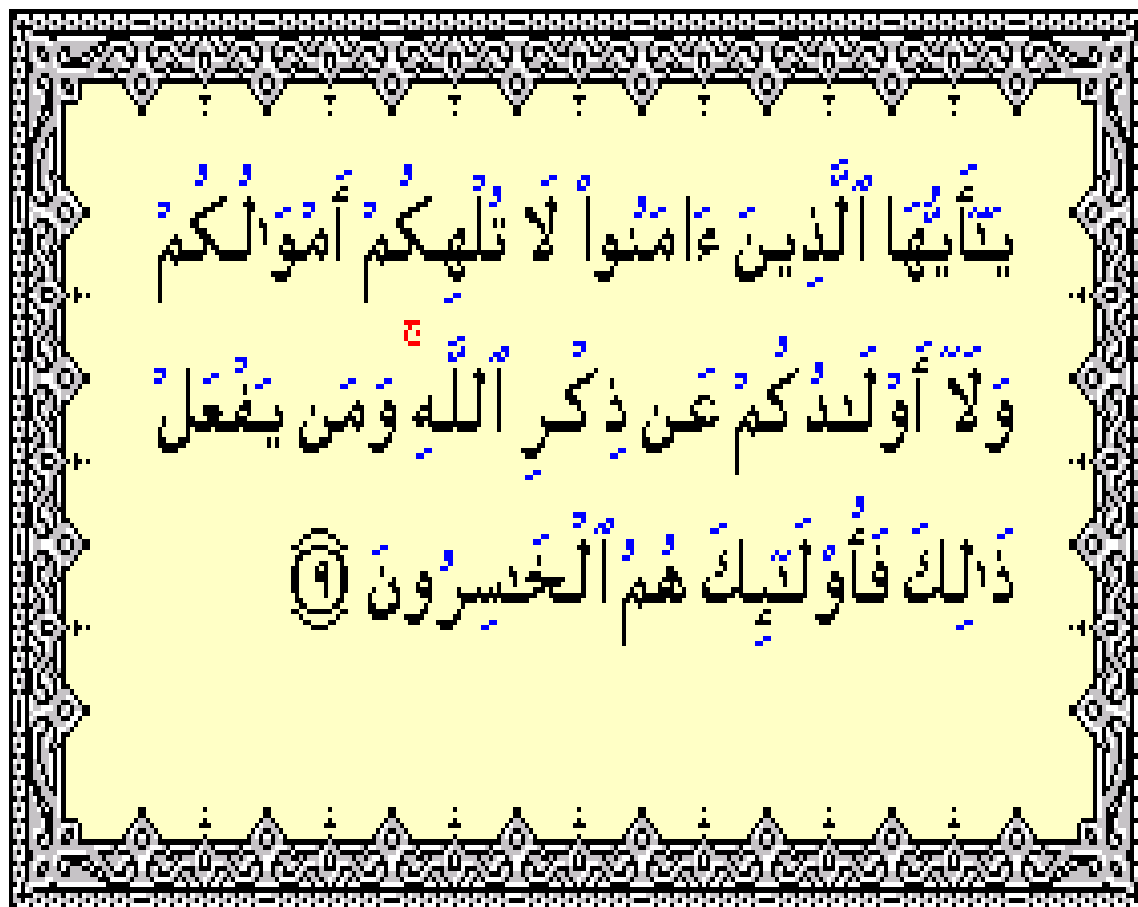 يَـٰٓأَيُّهَا ٱلَّذِينَ ءَامَنُوا۟ لَا تُلْهِكُمْ أَمْوَٰلُكُمْ
وَلَآ أَوْلَـٰدُكُمْ عَن ذِكْرِ ٱللَّهِ ۚ وَمَن يَفْعَلْ
ذَٰلِكَ فَأُو۟لَـٰٓئِكَ هُمُ ٱلْخَـٰسِرُونَ ٩